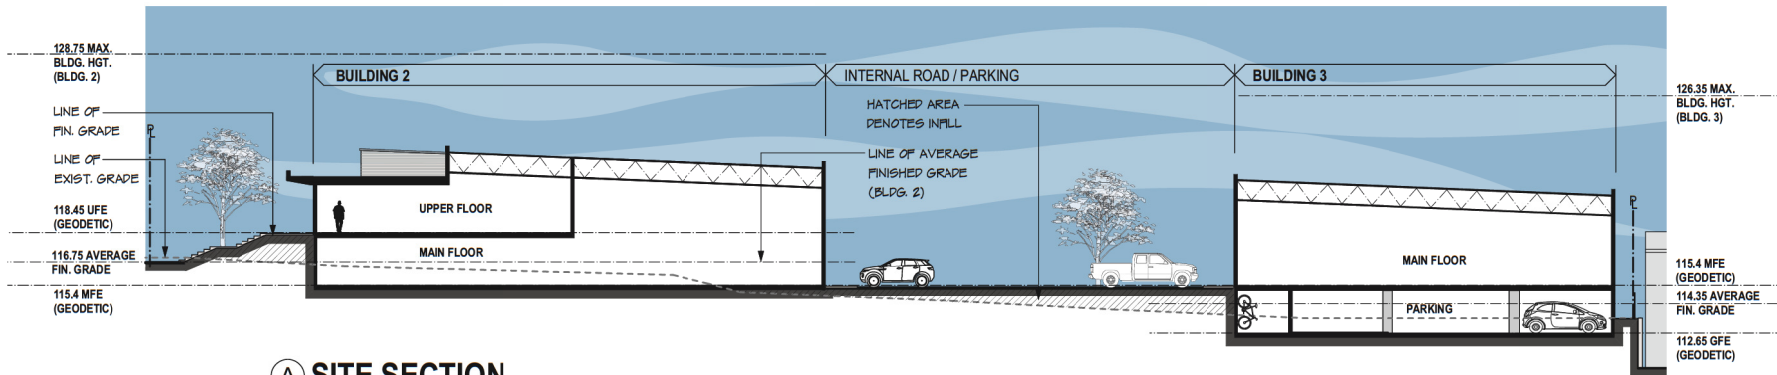 128.75 MAX.
BLDG. HGT.
(BLDG. 2)
BUILDING 2
INTERNAL ROAD / PARKING
BUILDING 3
126.35 MAX.
BLDG. HGT.
(BLDG. 3)
LINE OF
FIN. GRADE
HATCHED AREA
DENOTES INFILL
PL
LINE OF
EXIST. GRADE
LINE OF AVERAGE
FINISHED GRADE
(BLDG. 2)
PL
118.45 UFE
(GEODETIC)
UPPER FLOOR
116.75 AVERAGE
FIN. GRADE
MAIN FLOOR
MAIN FLOOR
115.4 MFE
(GEODETIC)
115.4 MFE
(GEODETIC)
114.35 AVERAGE
FIN. GRADE
PARKING
112.65 GFE
(GEODETIC)
A SITE SECTION